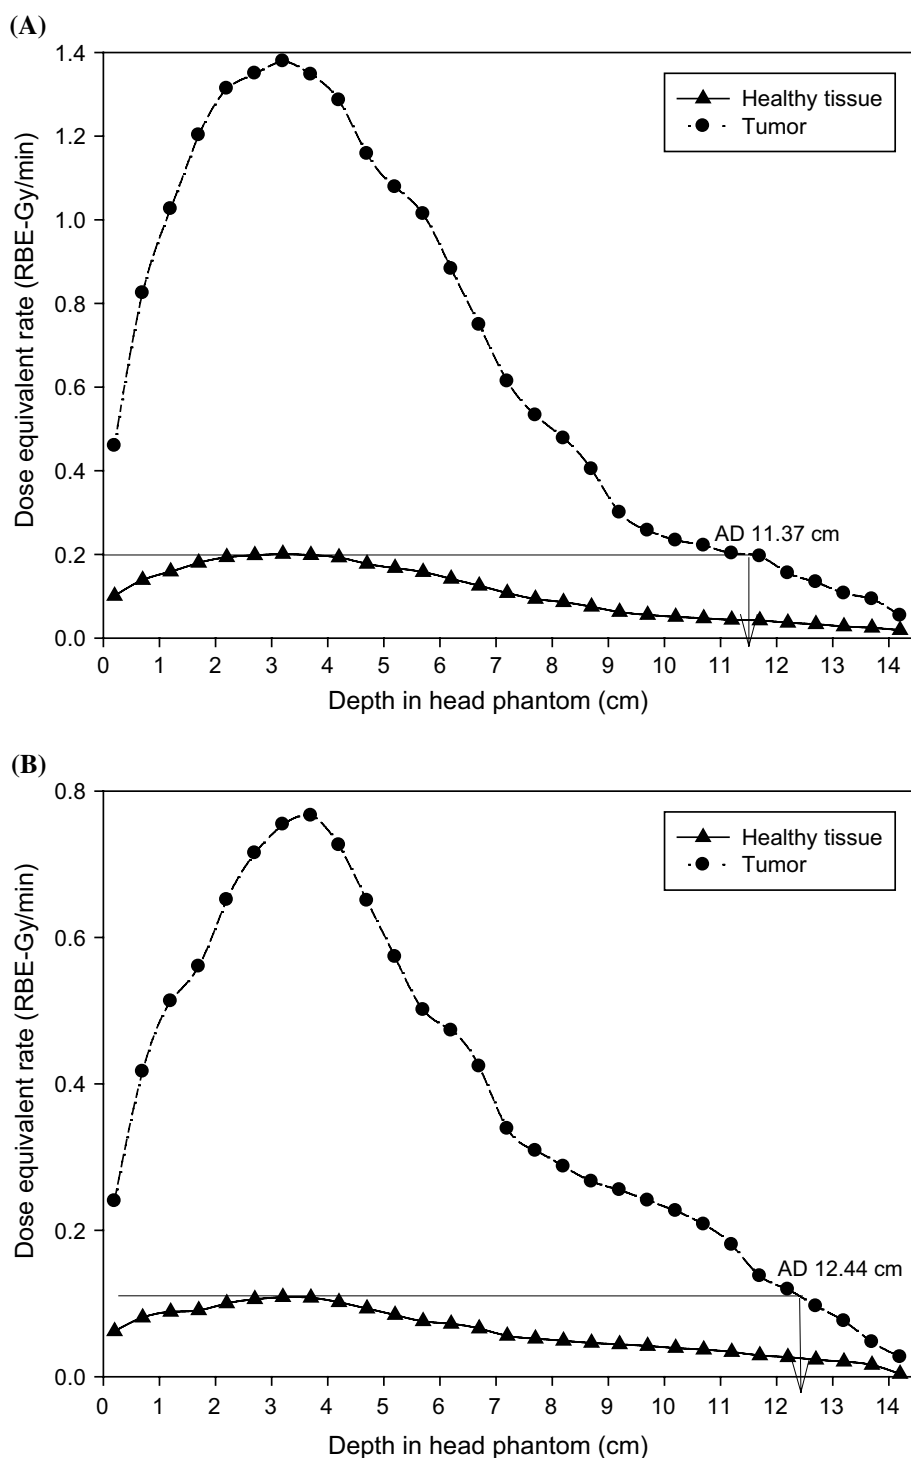 (A)
1.4
1.2
1.0
0.8
0.6
0.4
0.2
0.0
Dose equivalent rate (RBE-Gy/min)
Healthy tissue
Tumor
AD 11.37 cm
0 1 2 3 4 5 6 7 8 9 10 11 12 13 14
Depth in head phantom (cm)
(B)
0.8
0.6
0.4
0.2
0.0
Dose equivalent rate (RBE-Gy/min)
Healthy tissue
Tumor
AD 12.44 cm
0 1 2 3 4 5 6 7 8 9 10 11 12 13 14
Depth in head phantom (cm)